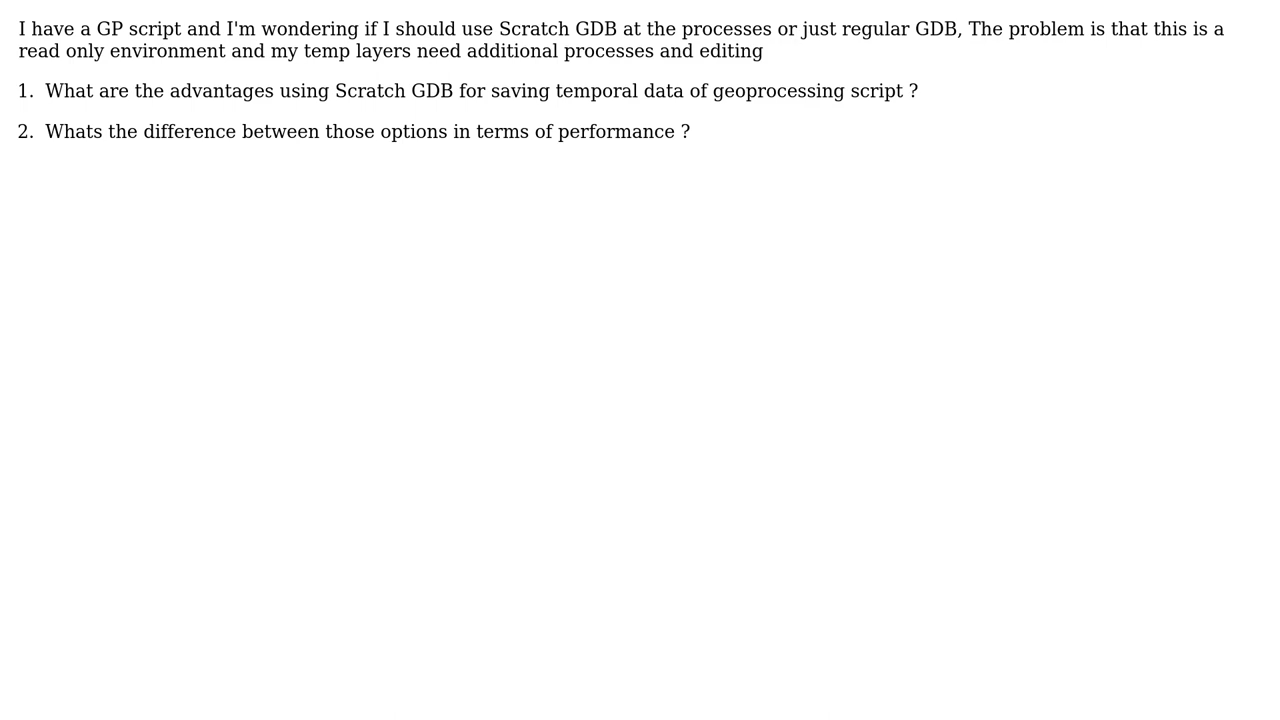 I have a GP script and I'm wondering if I should use Scratch GDB at the processes or just regular GDB, The problem is that this is a
read only environment and my temp layers need additional processes and editing
1. What are the advantages using Scratch GDB for saving temporal data of geoprocessing script ?
2. Whats the difference between those options in terms of performance ?